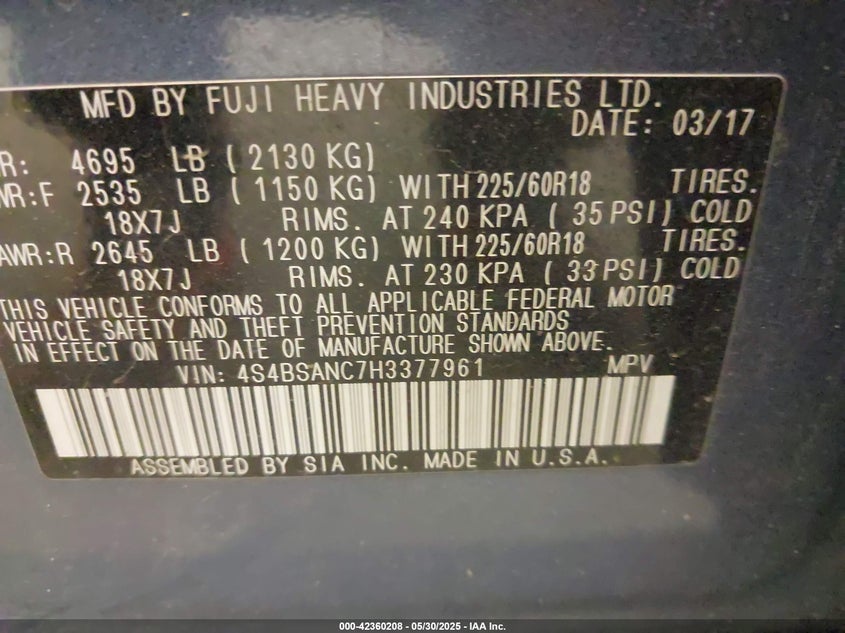 MFD BY FUJI HEAVY INDUSTRIES LTD.
DATE: 03/17
R: 4695 LB ( 2130 KG)
WR:F 2535 LB ( 1150 KG) WITH 225/60R18 TIRES.
18X7J RIMS. AT 240 KPA ( 35 PSI) COLD
AWR:R 2645 LB ( 1200 KG) WITH 225/60R18 TIRES.
18X7J RIMS. AT 230 KPA ( 33 PSI) COLD
THIS VEHICLE CONFORMS TO ALL APPLICABLE FEDERAL MOTOR
VEHICLE SAFETY AND THEFT PREVENTION STANDARDS
IN EFFECT ON THE DATE OF MANUFACTURE SHOWN ABOVE.
VIN: 4S4BSANC7H3377961 MPV
ASSEMBLED BY SIA INC. MADE IN U.S.A.
000-42360208 - 05/30/2025 - IAA Inc.